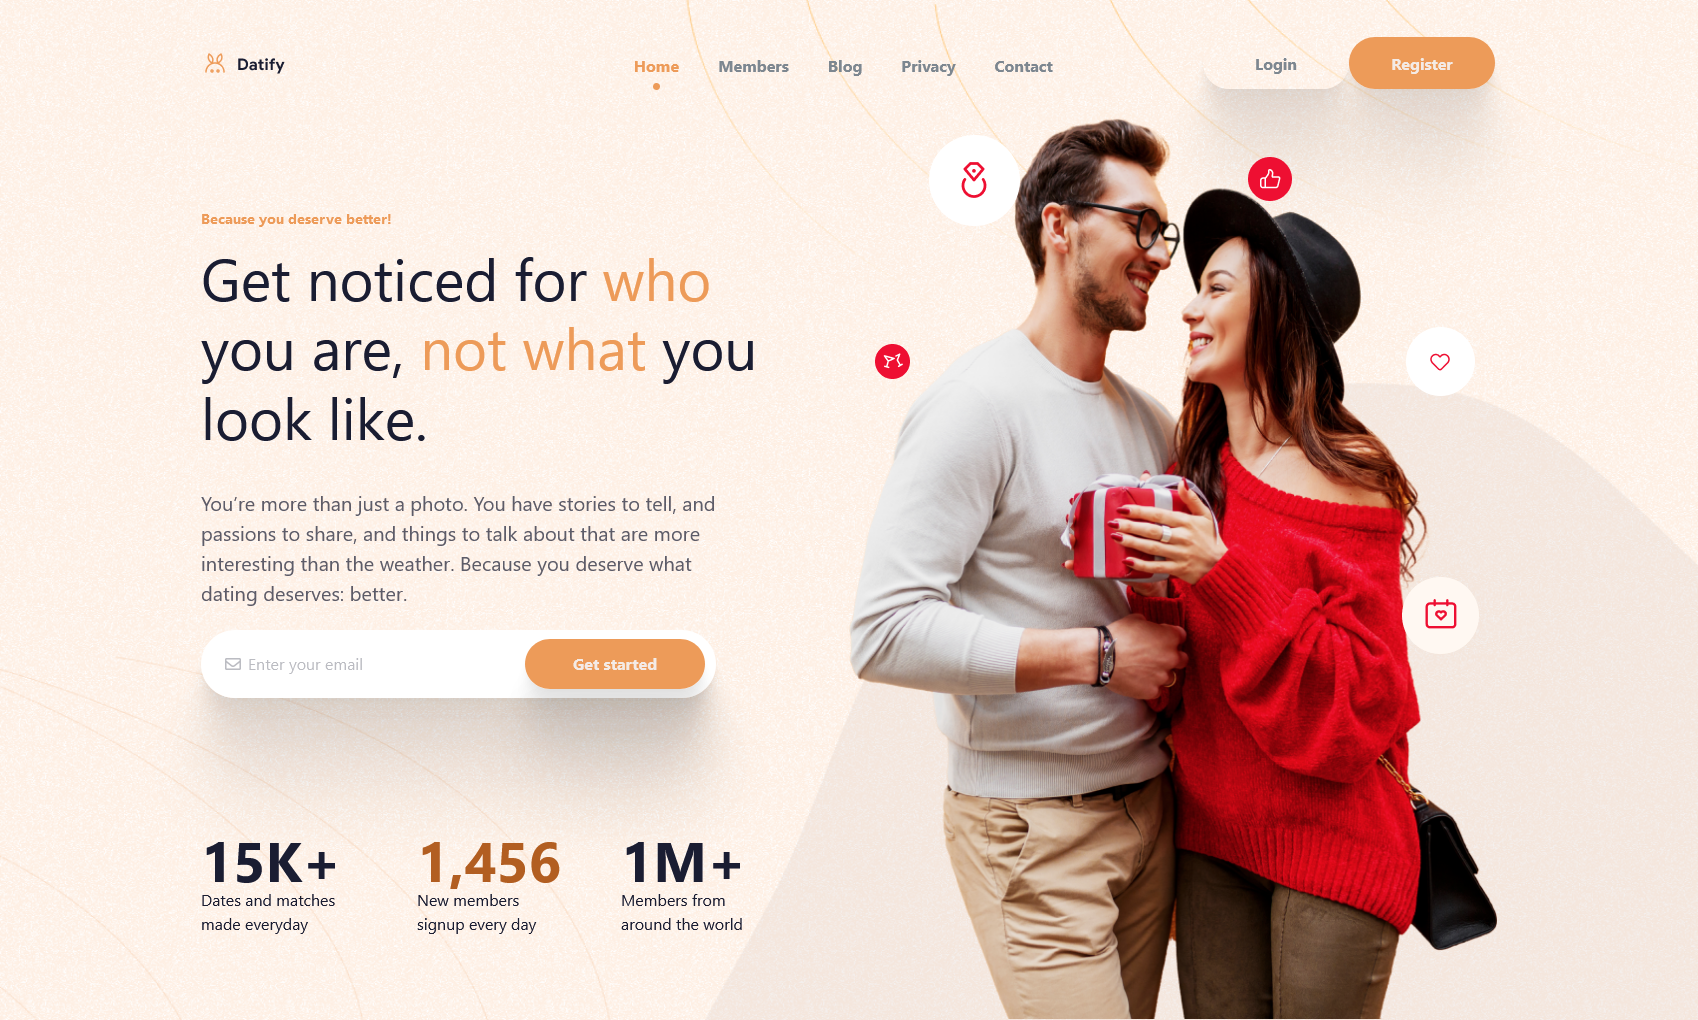 Datify
Home
Members
Blog
Privacy
Contact
Login
Register
Because you deserve better!
Get noticed for who
you are, not what you
look like.
You’re more than just a photo. You have stories to tell, and
passions to share, and things to talk about that are more
interesting than the weather. Because you deserve what
dating deserves: better.
Enter your email
Get started
15K+
Dates and matches
made everyday
1,456
New members
signup every day
1M+
Members from
around the world